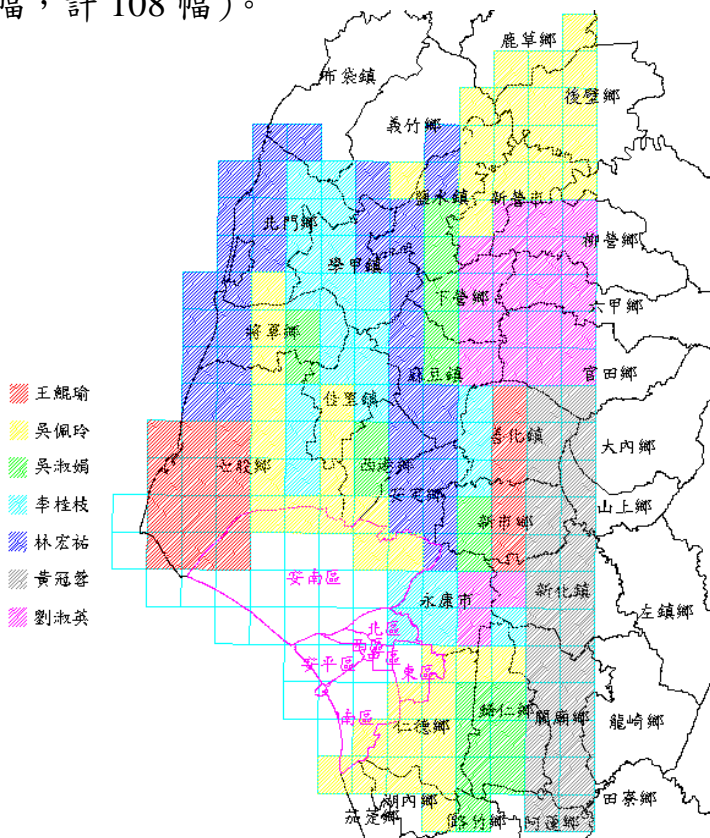 幅，計 108 幅）。
鹿草鄉
布袋鎮
後壁鄉
義竹鄉
鹽水鎮
新營市
北門鄉
柳營鄉
學甲鎮
下營鄉
六甲鄉
將軍鄉
麻豆鎮
官田鄉
王鯤瑜
佳里鎮
吳佩玲
善化鎮
大內鄉
吳淑娟
七股鄉
西港鄉
李桂枝
安定鄉
山上鄉
林宏祐
新市鄉
黃冠蓉
安南區
永康市
新化鎮
左鎮鄉
劉淑英
北區
西區
安平區
東區
南區
仁德鄉
歸仁鄉
關廟鄉
龍崎鄉
湖內鄉
田寮鄉
茄萣鄉
路竹鄉
阿蓮鄉